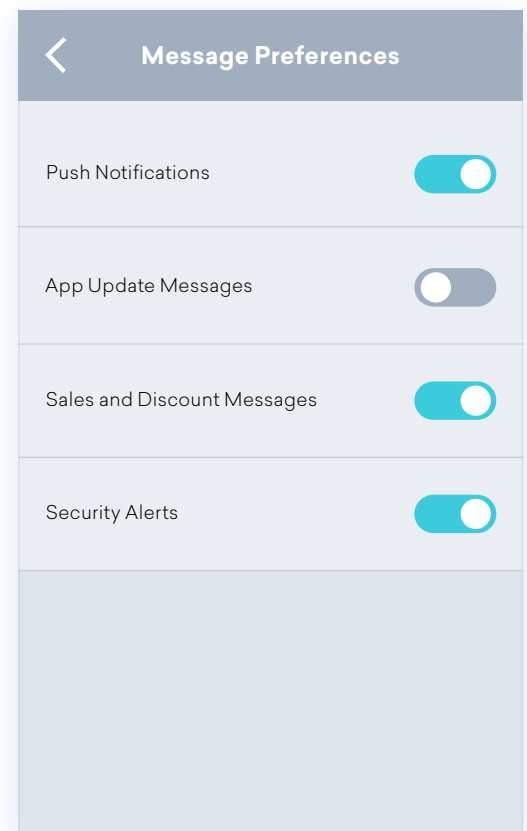 Message Preferences
Push Notifications
App Update Messages
Sales and Discount Messages
Security Alerts